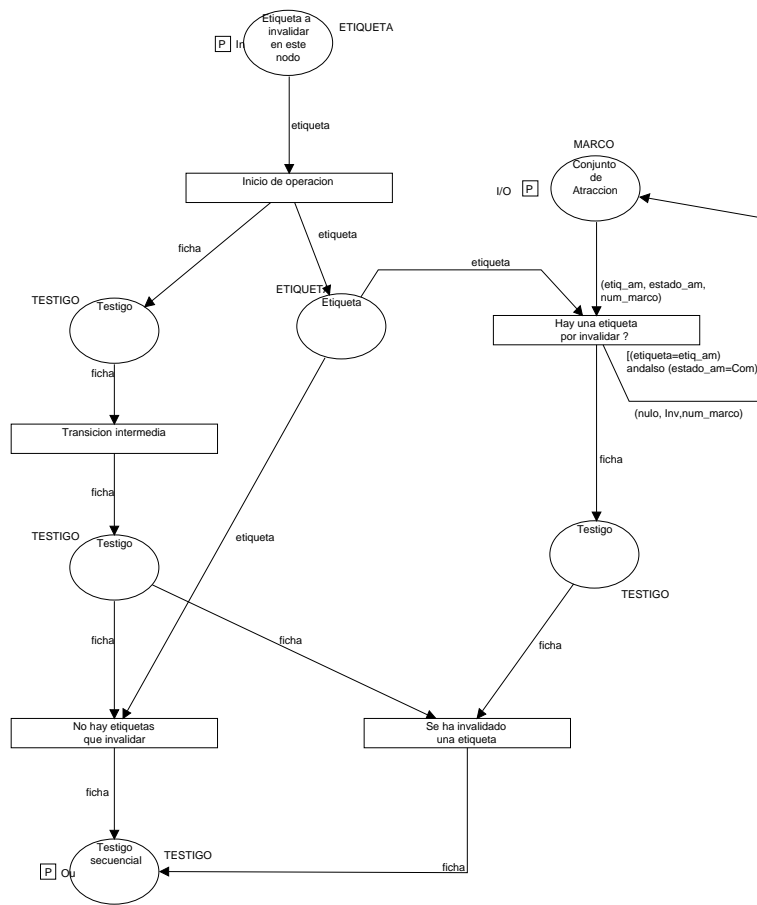 Etiqueta a
invalidar
en este
nodo
ETIQUETA
P In
etiqueta
Inicio de operacion
MARCO
Conjunto
de
Atraccion
I/O P
ficha
etiqueta
etiqueta
(etiq_am, estado_am,
num_marco)
TESTIGO
Testigo
ETIQUETA
Etiqueta
Hay una etiqueta
por invalidar ?
[(etiqueta=etiq_am)
andalso (estado_am=Com)
(nulo, Inv,num_marco)
ficha
Transicion intermedia
ficha
ficha
TESTIGO
Testigo
etiqueta
Testigo
TESTIGO
ficha
ficha
ficha
No hay etiquetas
que invalidar
Se ha invalidado
una etiqueta
ficha
Testigo
secuencial
TESTIGO
P Ou
ficha